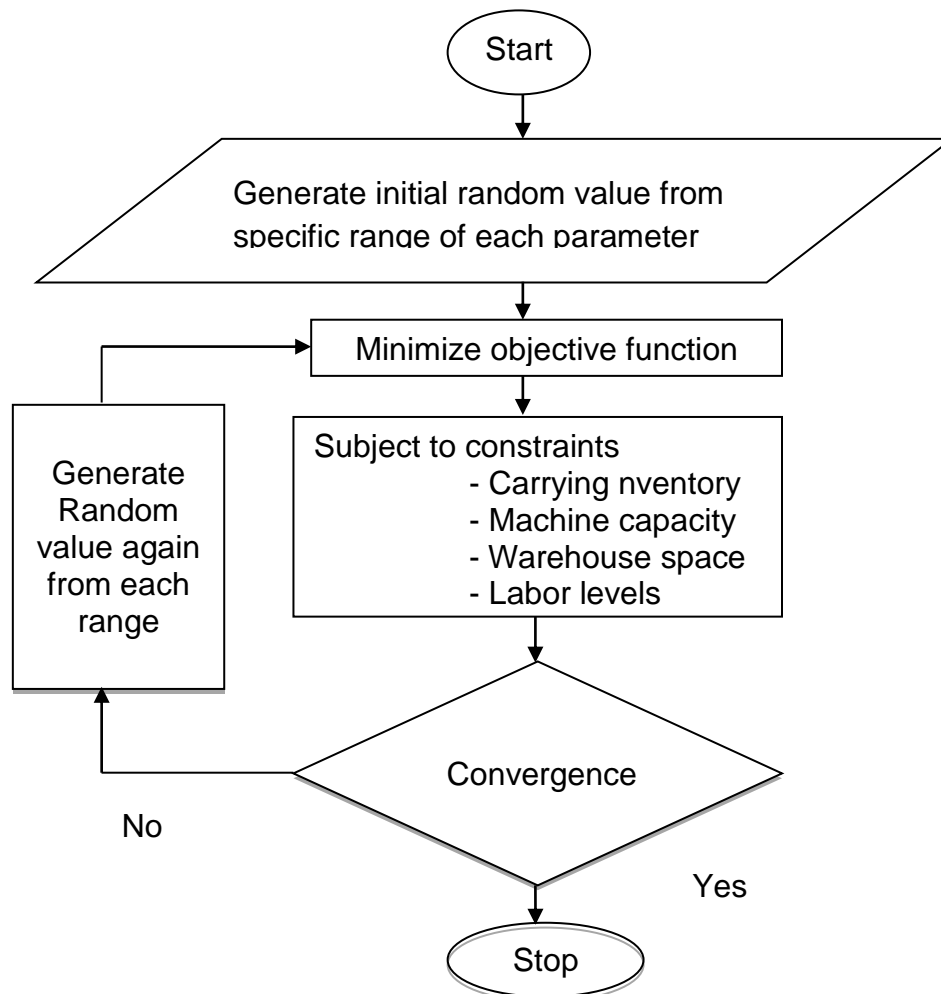 Start
Generate initial random value from
specific range of each parameter
Minimize objective function
Subject to constraints
- Carrying nventory
- Machine capacity
- Warehouse space
- Labor levels
Generate
Random
value again
from each
range
Convergence
No
Yes
Stop